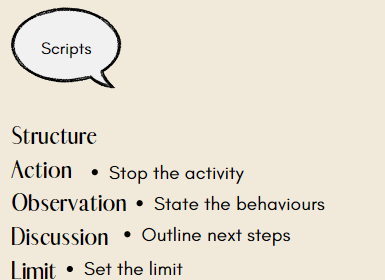 Scripts
Structure
Action • Stop the activity
Observation • State the behaviours
Discussion • Outline next steps
Limit • Set the limit